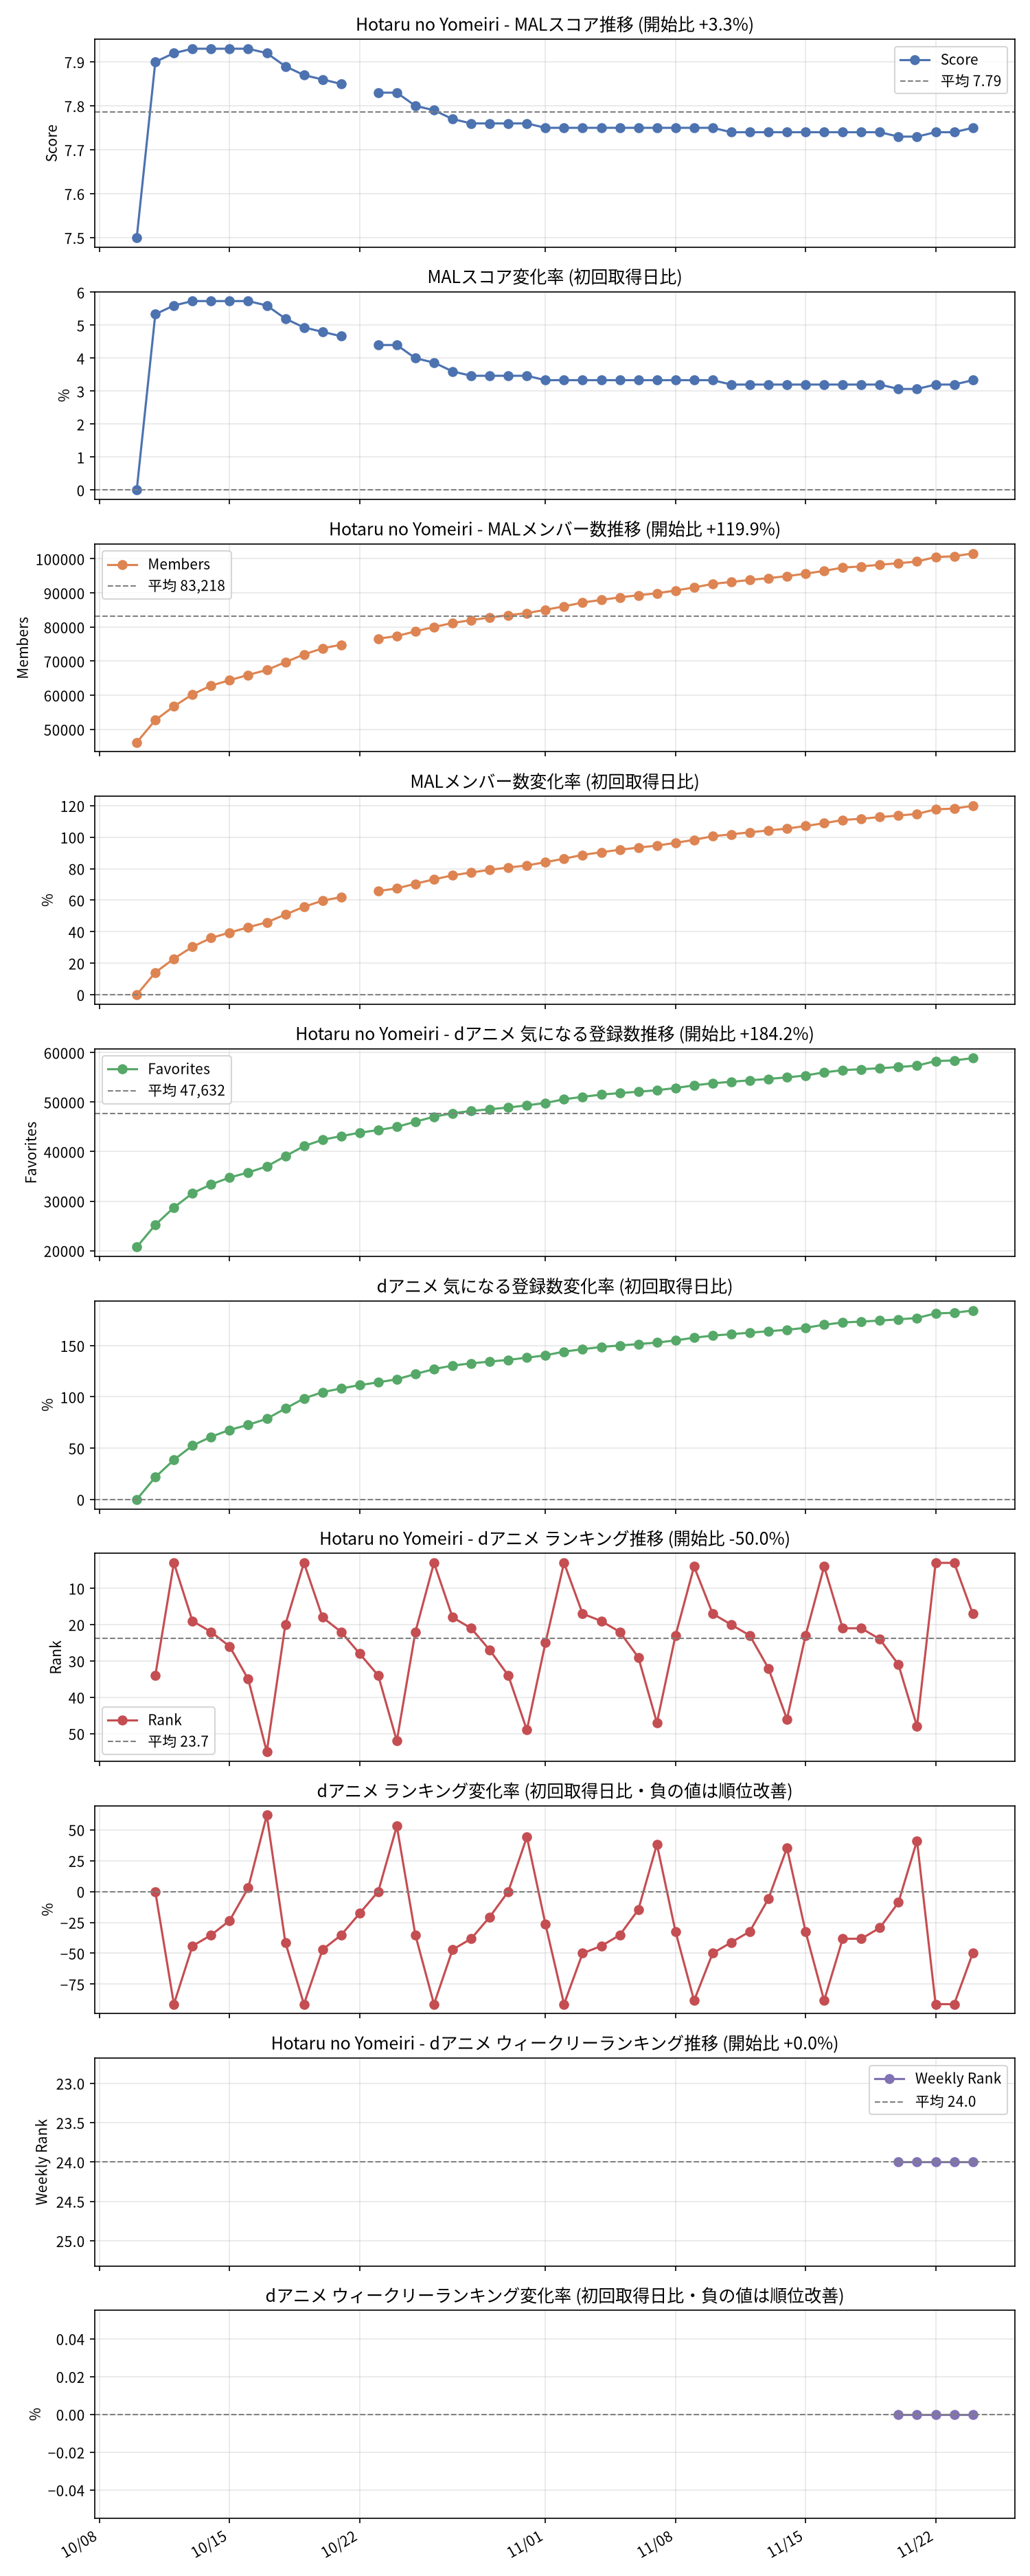 Hotaru no Yomeiri - MALスコア推移 (開始比 +3.3%)
Score
7.9
7.8
7.7
7.6
7.5
Score
平均 7.79
MALスコア変化率 (初回取得日比)
%
6
5
4
3
2
1
0
Hotaru no Yomeiri - MALメンバー数推移 (開始比 +119.9%)
Members
100000
90000
80000
70000
60000
50000
Members
平均 83,218
MALメンバー数変化率 (初回取得日比)
%
120
100
80
60
40
20
0
Hotaru no Yomeiri - dアニメ 気になる登録数推移 (開始比 +184.2%)
Favorites
60000
50000
40000
30000
20000
Favorites
平均 47,632
dアニメ 気になる登録数変化率 (初回取得日比)
%
150
100
50
0
Hotaru no Yomeiri - dアニメ ランキング推移 (開始比 -50.0%)
Rank
10
20
30
40
50
Rank
平均 23.7
dアニメ ランキング変化率 (初回取得日比・負の値は順位改善)
%
50
25
0
−25
−50
−75
Hotaru no Yomeiri - dアニメ ウィークリーランキング推移 (開始比 +0.0%)
Weekly Rank
23.0
23.5
24.0
24.5
25.0
Weekly Rank
平均 24.0
dアニメ ウィークリーランキング変化率 (初回取得日比・負の値は順位改善)
%
0.04
0.02
0.00
−0.02
−0.04
10/08
10/15
10/22
11/01
11/08
11/15
11/22